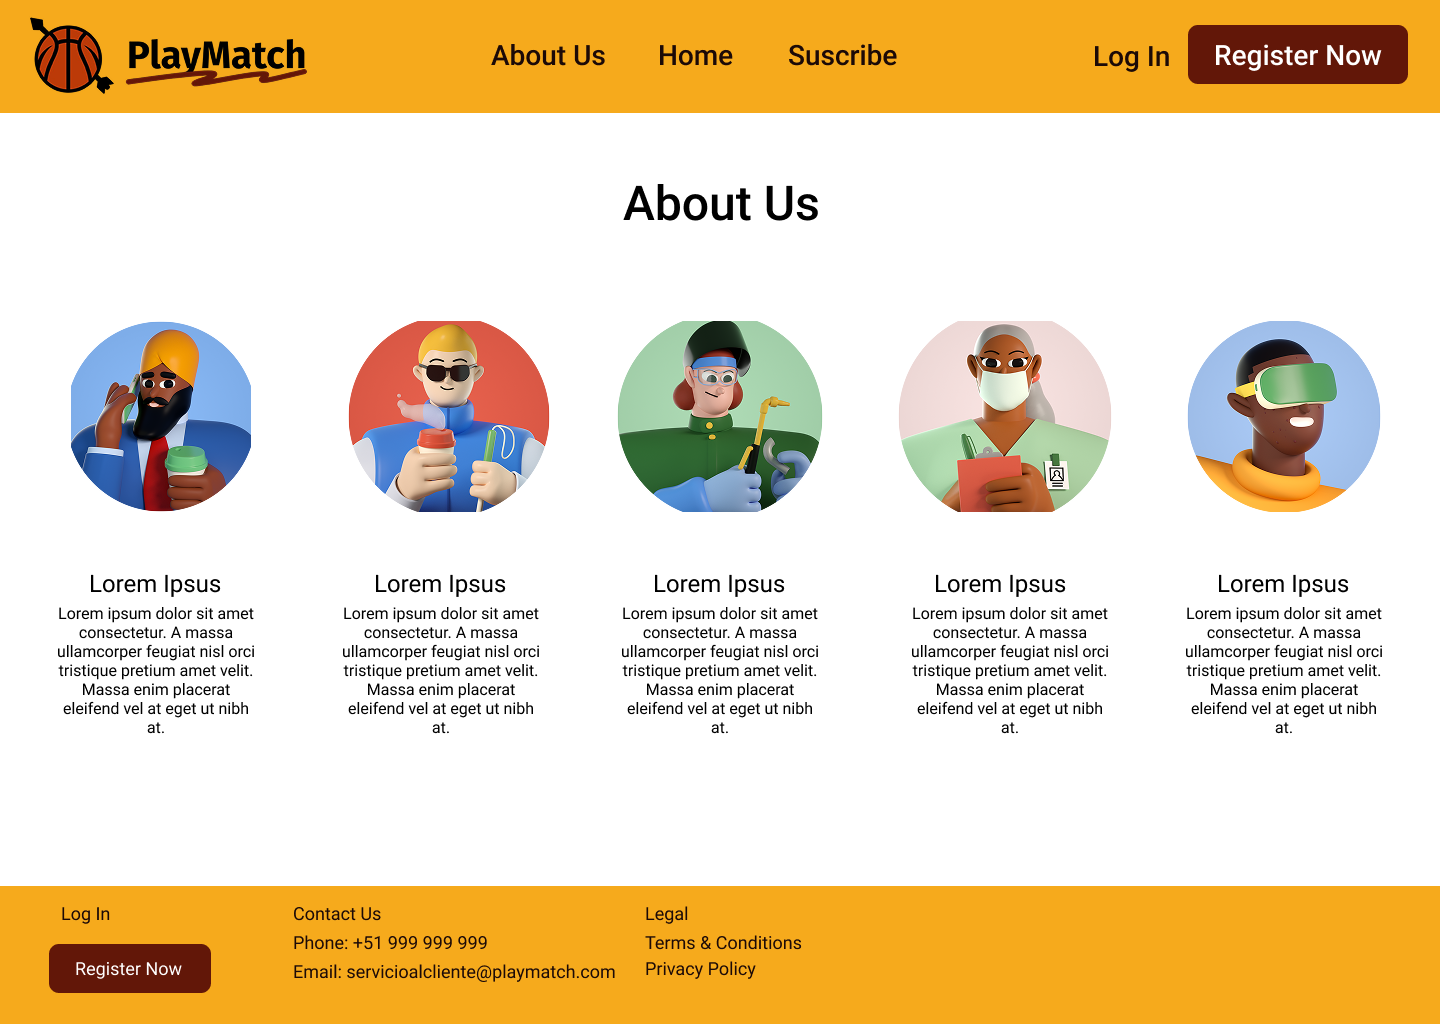 PlayMatch
About Us
Home
Suscribe
Log In
Register Now
About Us
Lorem Ipsus
Lorem ipsum dolor sit amet
consectetur. A massa
ullamcorper feugiat nisl orci
tristique pretium amet velit.
Massa enim placerat
eleifend vel at eget ut nibh
at.
Lorem Ipsus
Lorem ipsum dolor sit amet
consectetur. A massa
ullamcorper feugiat nisl orci
tristique pretium amet velit.
Massa enim placerat
eleifend vel at eget ut nibh
at.
Lorem Ipsus
Lorem ipsum dolor sit amet
consectetur. A massa
ullamcorper feugiat nisl orci
tristique pretium amet velit.
Massa enim placerat
eleifend vel at eget ut nibh
at.
Lorem Ipsus
Lorem ipsum dolor sit amet
consectetur. A massa
ullamcorper feugiat nisl orci
tristique pretium amet velit.
Massa enim placerat
eleifend vel at eget ut nibh
at.
Lorem Ipsus
Lorem ipsum dolor sit amet
consectetur. A massa
ullamcorper feugiat nisl orci
tristique pretium amet velit.
Massa enim placerat
eleifend vel at eget ut nibh
at.
Log In
Register Now
Contact Us
Phone: +51 999 999 999
Email: servicioalcliente@playmatch.com
Legal
Terms & Conditions
Privacy Policy